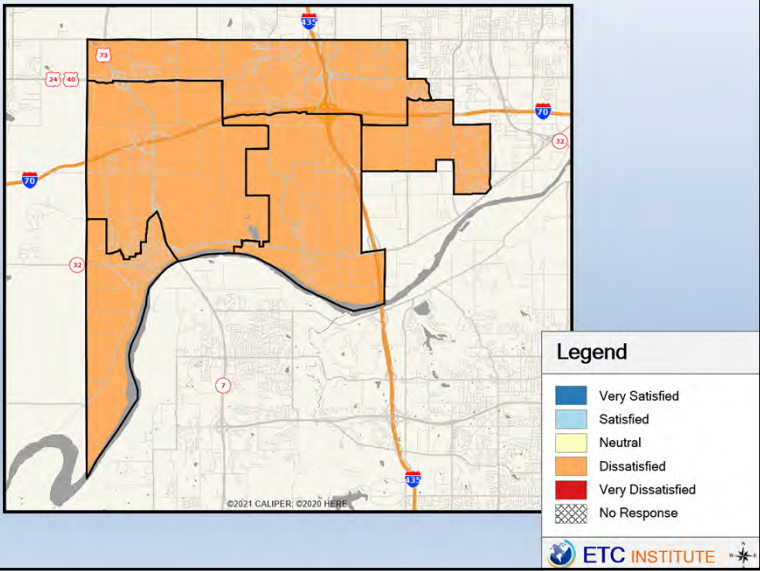 435
73
24
40
70
32
70
32
7
435
©2021 CALIPER; ©2020 HERE
Legend
Very Satisfied
Satisfied
Neutral
Dissatisfied
Very Dissatisfied
No Response
ETC INSTITUTE